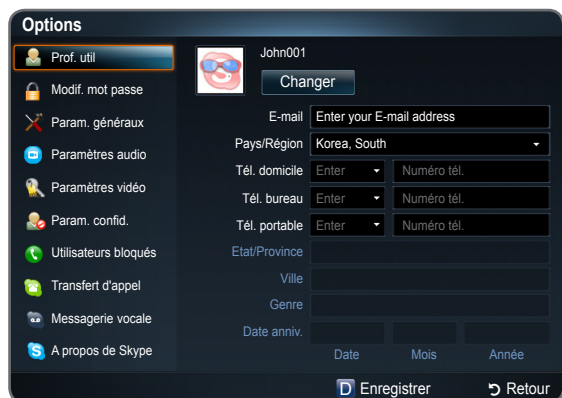 Options
Prof. util
Modif. mot passe
Param. généraux
Paramètres audio
Paramètres vidéo
Param. confid.
Utilisateurs bloqués
Transfert d'appel
Messagerie vocale
A propos de Skype
John001
Changer
E-mail Enter your E-mail address
Pays/Région Korea, South
Tél. domicile Enter Numéro tél.
Tél. bureau Enter Numéro tél.
Tél. portable Enter Numéro tél.
Etat/Province
Ville
Genre
Date anniv.
Date Mois Année
D Enregistrer Retour